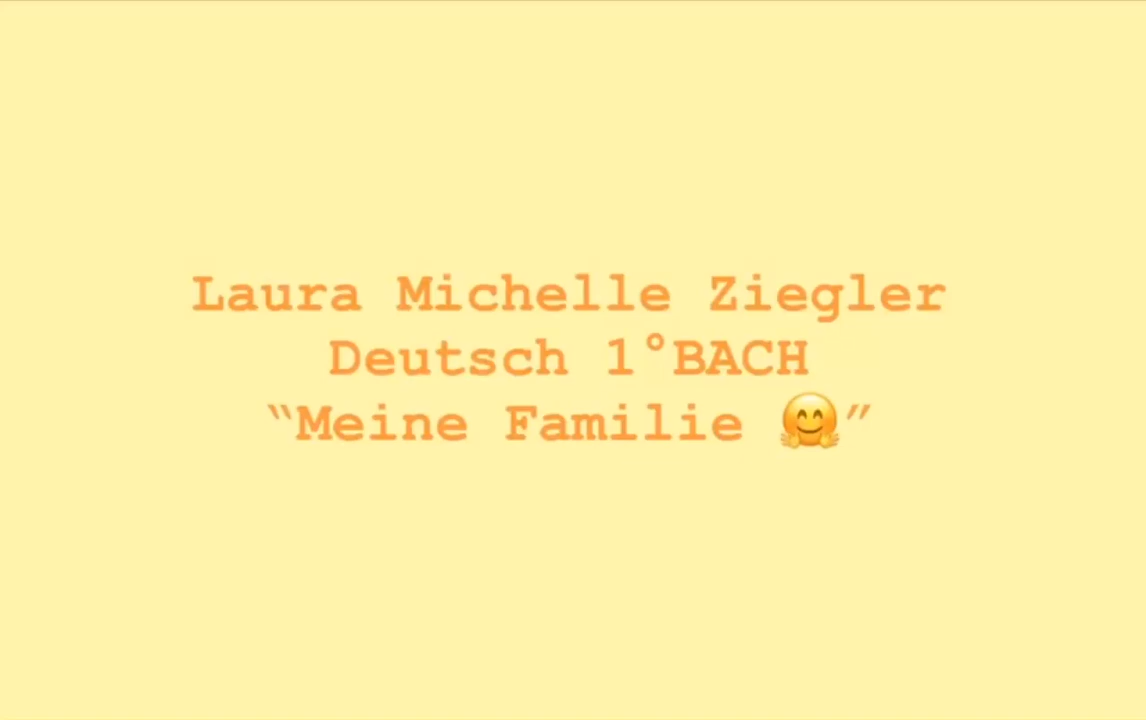 Laura Michelle Ziegler
Deutsch 1°BACH
“Meine Familie 🤗”